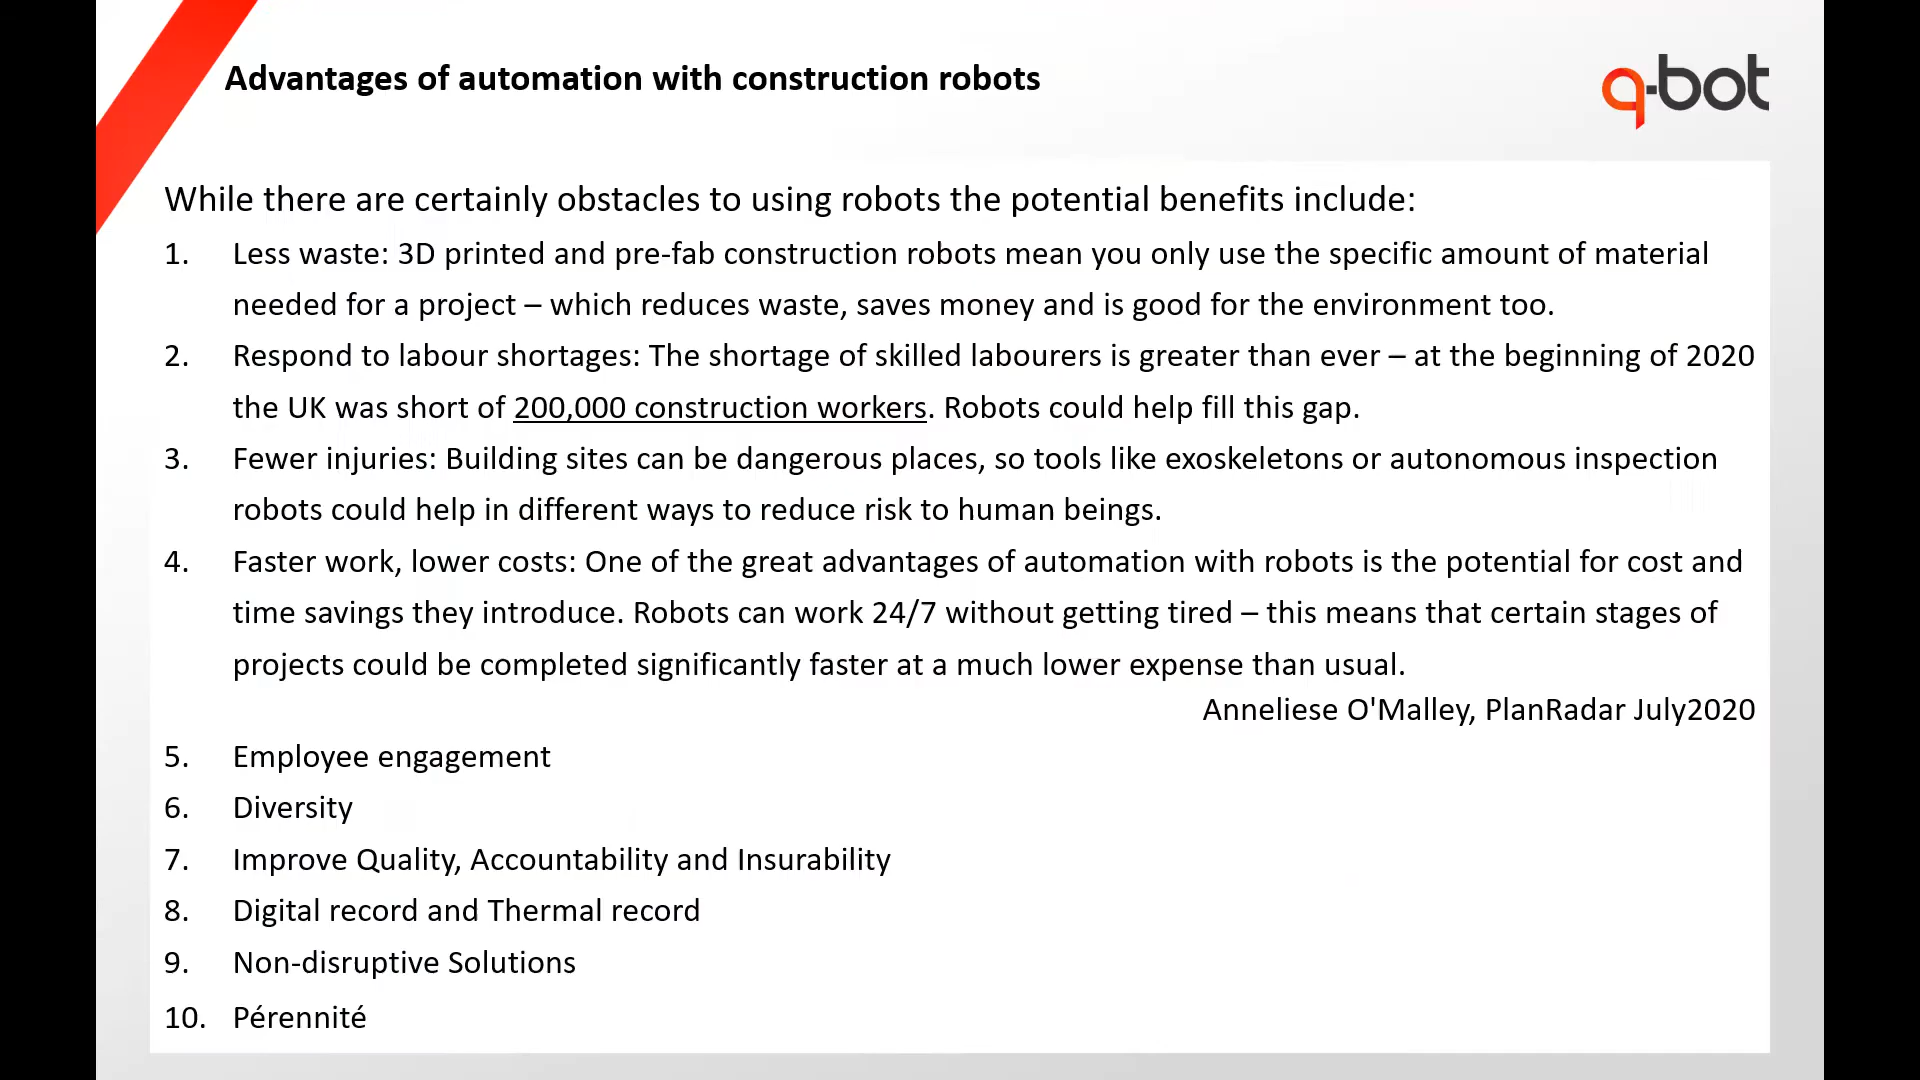 Advantages of automation with construction robots
q-bot
While there are certainly obstacles to using robots the potential benefits include:
1. Less waste: 3D printed and pre-fab construction robots mean you only use the specific amount of material
needed for a project – which reduces waste, saves money and is good for the environment too.
2. Respond to labour shortages: The shortage of skilled labourers is greater than ever – at the beginning of 2020
the UK was short of 200,000 construction workers. Robots could help fill this gap.
3. Fewer injuries: Building sites can be dangerous places, so tools like exoskeletons or autonomous inspection
robots could help in different ways to reduce risk to human beings.
4. Faster work, lower costs: One of the great advantages of automation with robots is the potential for cost and
time savings they introduce. Robots can work 24/7 without getting tired – this means that certain stages of
projects could be completed significantly faster at a much lower expense than usual.
Anneliese O'Malley, PlanRadar July2020
5. Employee engagement
6. Diversity
7. Improve Quality, Accountability and Insurability
8. Digital record and Thermal record
9. Non-disruptive Solutions
10. Pérennité